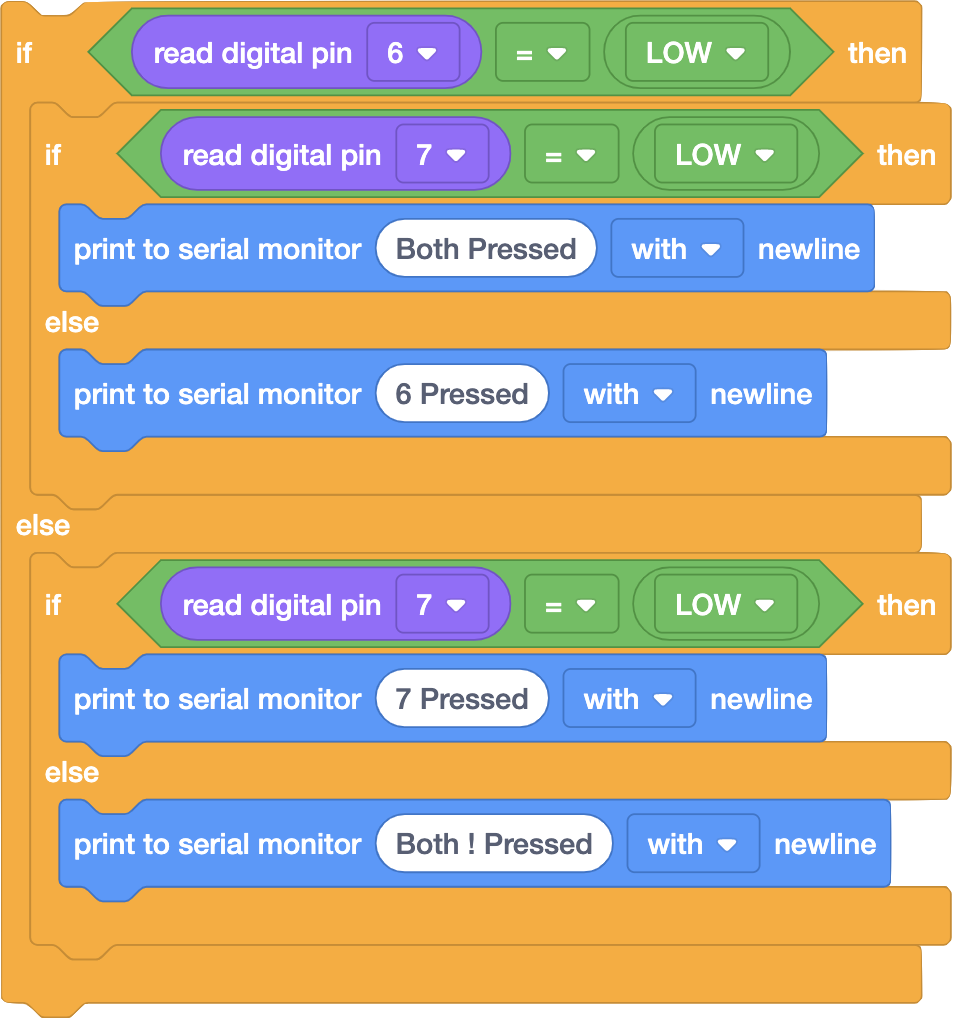 if read digital pin 6 = LOW then
if read digital pin 7 = LOW then
print to serial monitor Both Pressed with newline
else
print to serial monitor 6 Pressed with newline
else
if read digital pin 7 = LOW then
print to serial monitor 7 Pressed with newline
else
print to serial monitor Both ! Pressed with newline